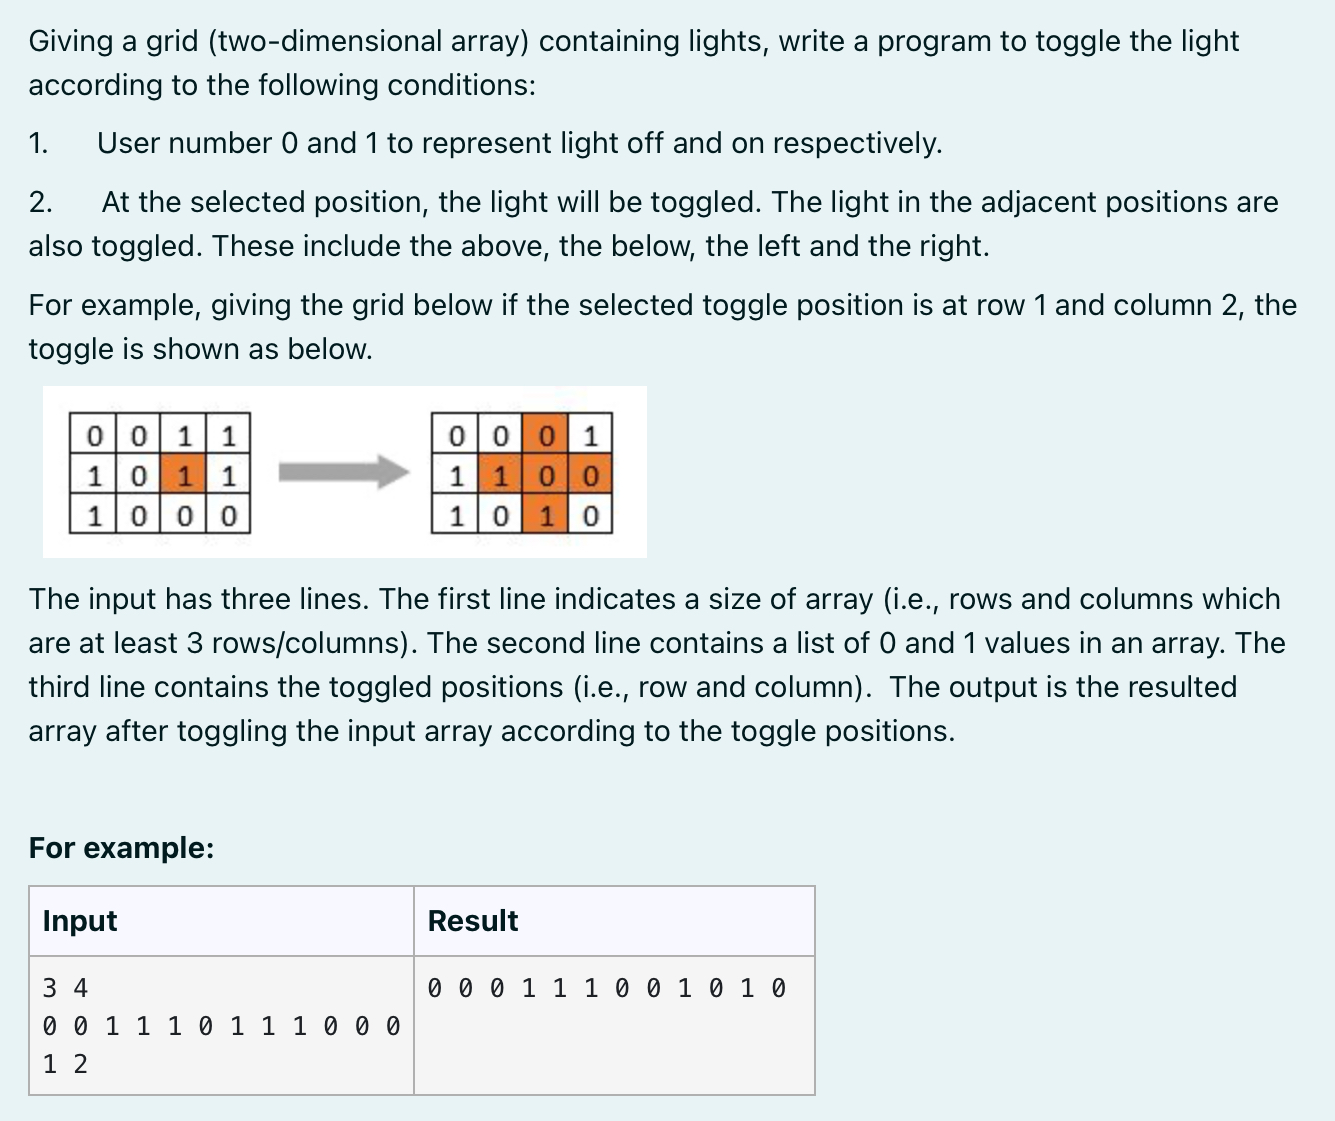 Giving a grid (two-dimensional array) containing lights, write a program to toggle the light
according to the following conditions:
1. User number 0 and 1 to represent light off and on respectively.
2. At the selected position, the light will be toggled. The light in the adjacent positions are
also toggled. These include the above, the below, the left and the right.
For example, giving the grid below if the selected toggle position is at row 1 and column 2, the
toggle is shown as below.
0 0 1 1 0 0 0 1
1 0 1 1 1 1 0 0
1 0 0 0 1 0 1 0
The input has three lines. The first line indicates a size of array (i.e., rows and columns which
are at least 3 rows/columns). The second line contains a list of 0 and 1 values in an array. The
third line contains the toggled positions (i.e., row and column). The output is the resulted
array after toggling the input array according to the toggle positions.
For example:
Input Result
3 4 0 0 0 1 1 1 0 0 1 0 1 0
0 0 1 1 1 0 1 1 1 0 0 0
1 2